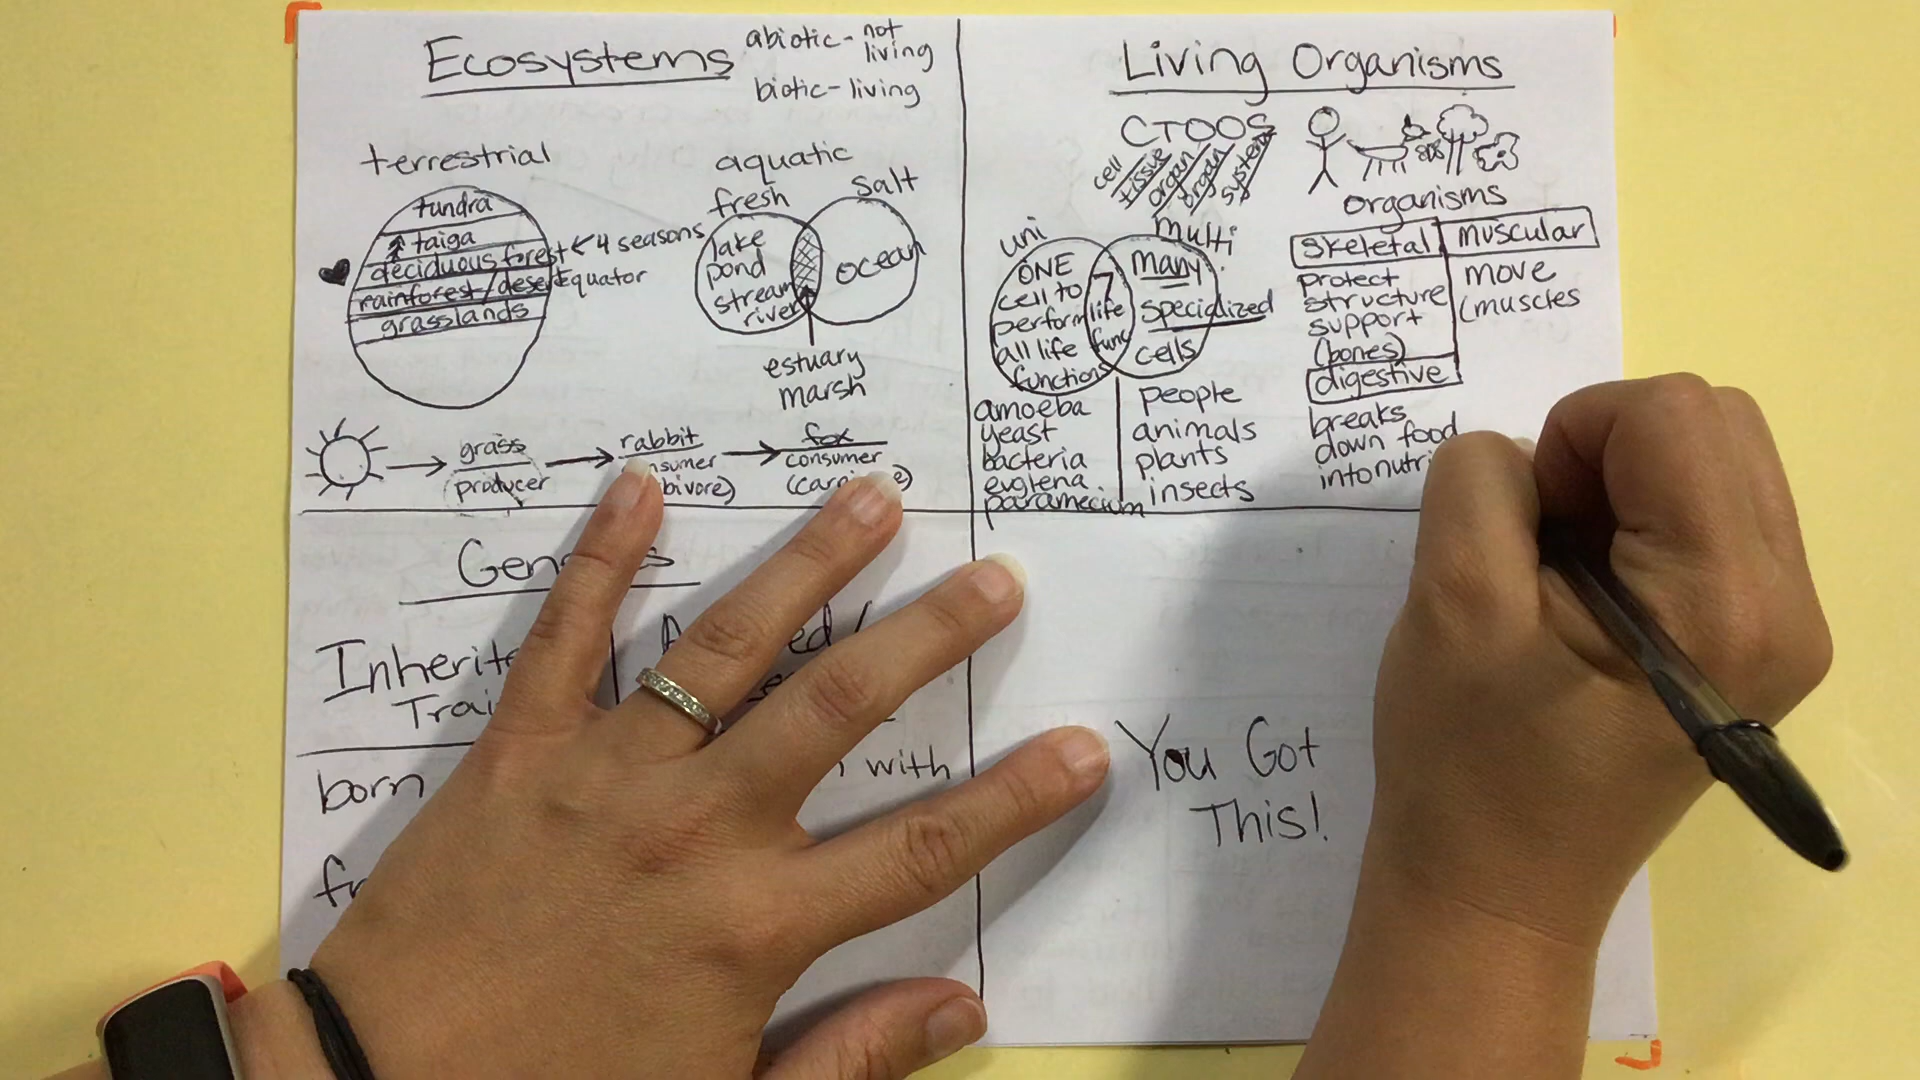 Ecosystems
abiotic - not
living
biotic - living
terrestrial
tundra
taiga
deciduous forest ← 4 seasons
rainforest/desert Equator
grasslands
aquatic
fresh
salt
lake
pond
stream
river
ocean
estuary
marsh
grass
producer
rabbit
fox
consumer
Living Organisms
CTOOS
cell
tissue
organ
organ
system
organisms
uni
multi
ONE
cell to
perform
all life
functions
7
life
func
many
specialized
cells
amoeba
yeast
bacteria
euglena
paramecium
people
animals
plants
insects
skeletal
protect
structure
support
(bones)
muscular
move
(muscles
digestive
breaks
down food
into
Inherite
born
with
You Got
This!